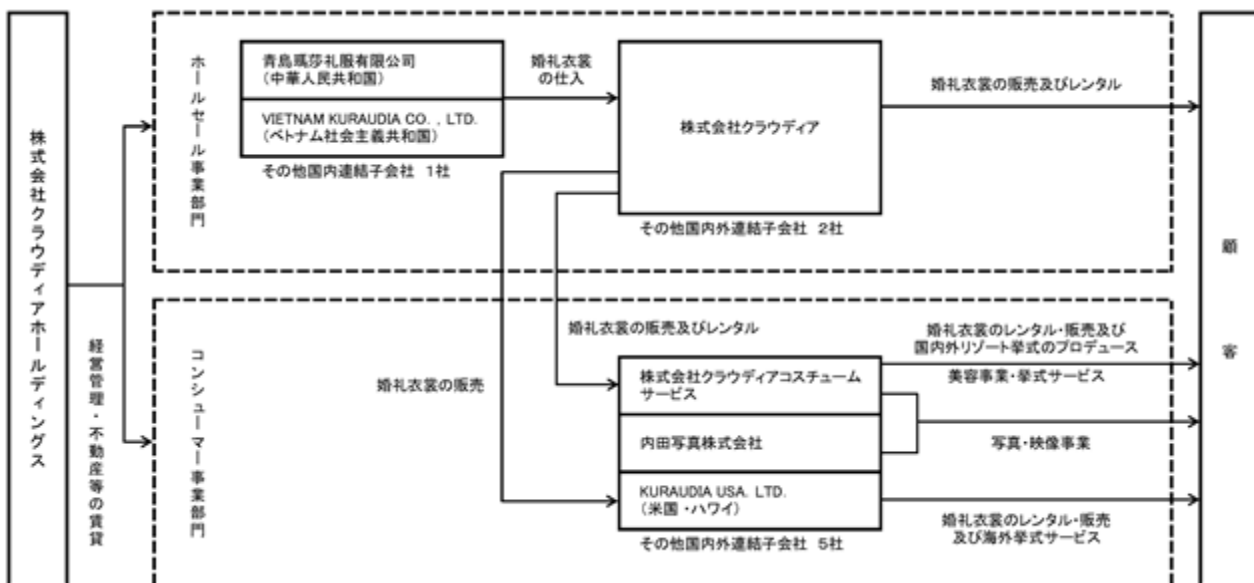 株式会社クラウディアホールディングス
経営管理・不動産等の賃貸
ホールセール事業部門
青島瑪莎礼服有限公司
（中華人民共和国）
VIETNAM KURAUDIA CO．, LTD.
（ベトナム社会主義共和国）
その他国内連結子会社 1社
婚礼衣裳
の仕入
株式会社クラウディア
その他国内外連結子会社 2社
婚礼衣裳の販売及びレンタル
コンシューマー事業部門
婚礼衣裳の販売
婚礼衣裳の販売及びレンタル
株式会社クラウディアコスチューム
サービス
内田写真株式会社
KURAUDIA USA. LTD.
（米国・ハワイ）
その他国内外連結子会社 5社
婚礼衣裳のレンタル・販売及び
国内外リゾート挙式のプロデュース
美容事業・挙式サービス
写真・映像事業
婚礼衣裳のレンタル・販売
及び海外挙式サービス
顧客